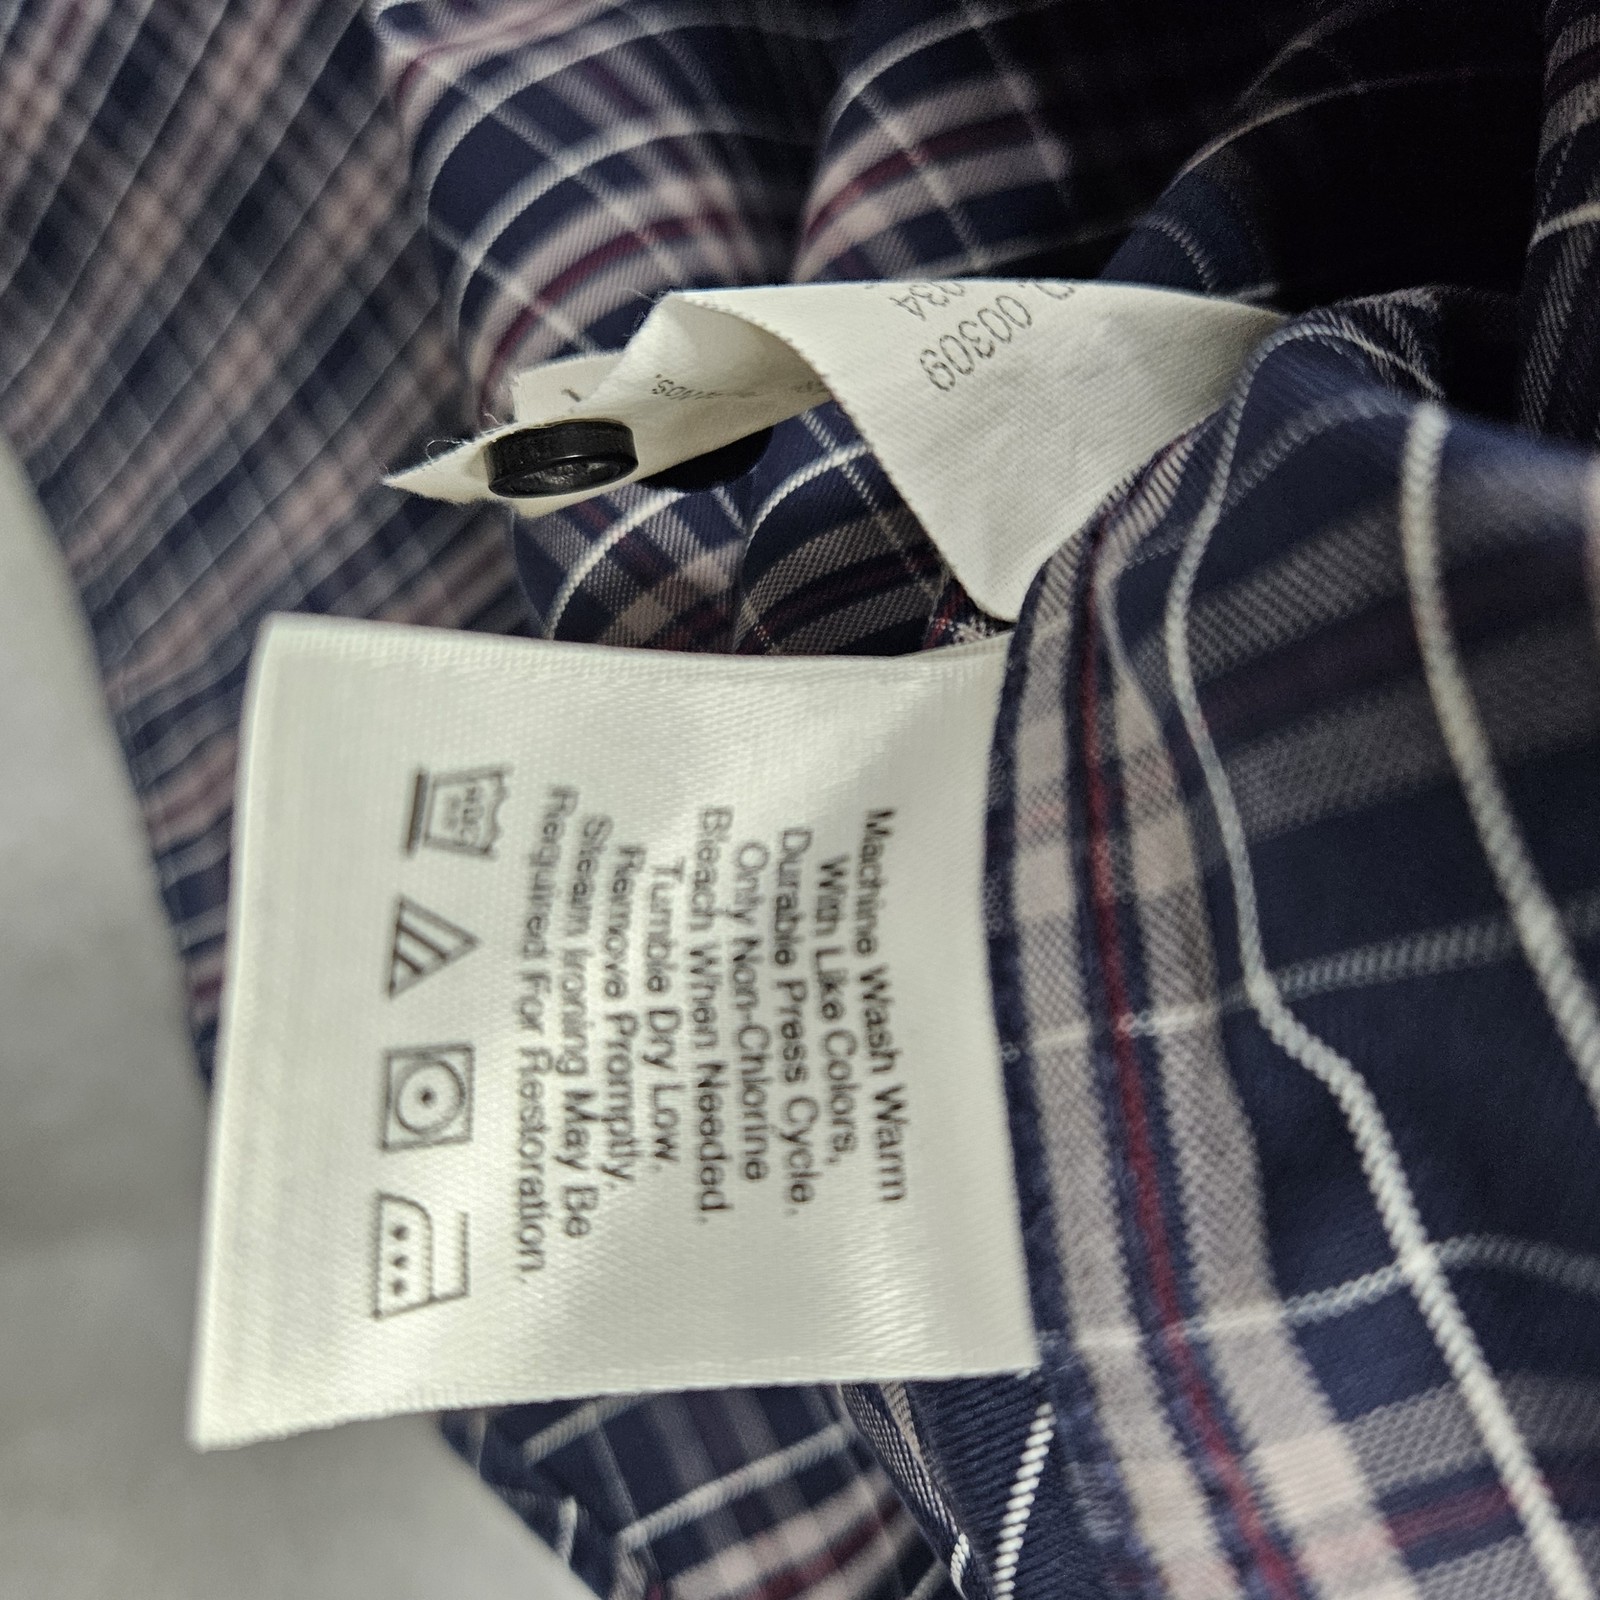 Machine Wash Warm
With Like Colors,
Durable Press Cycle.
Only Non-Chlorine
Bleach When Needed.
Tumble Dry Low.
Remove Promptly.
Steam Ironing May Be
Required For Restoration.
00309
034